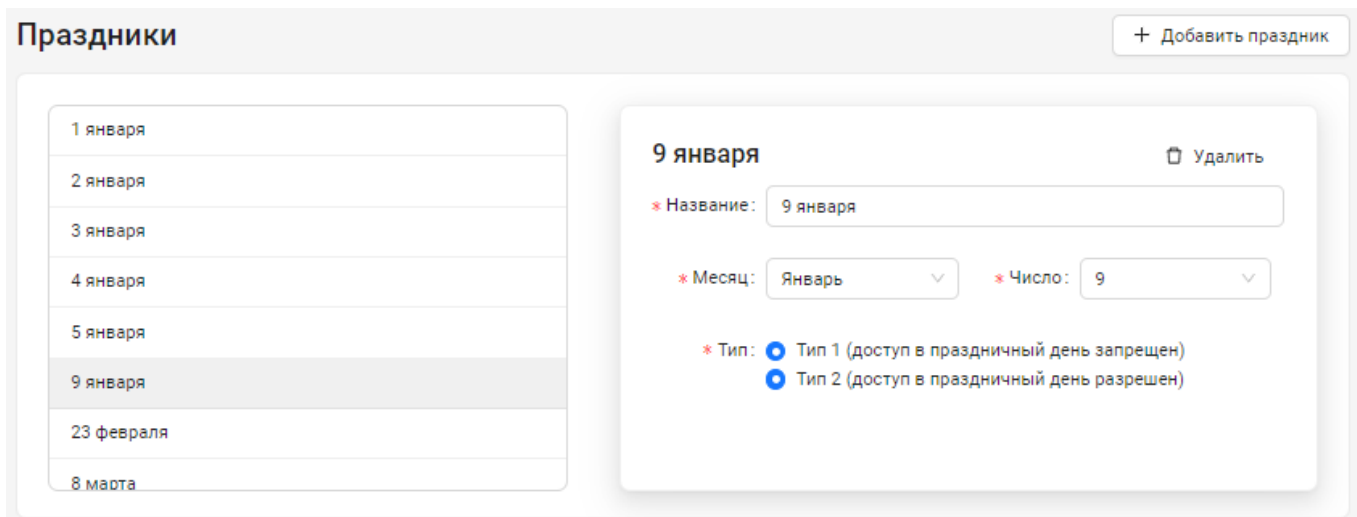 Праздники
+ Добавить праздник
1 января
2 января
3 января
4 января
5 января
9 января
23 февраля
8 марта
9 января
Удалить
* Название: 9 января
* Месяц: Январь
* Число: 9
* Тип: Тип 1 (доступ в праздничный день запрещен)
Тип 2 (доступ в праздничный день разрешен)